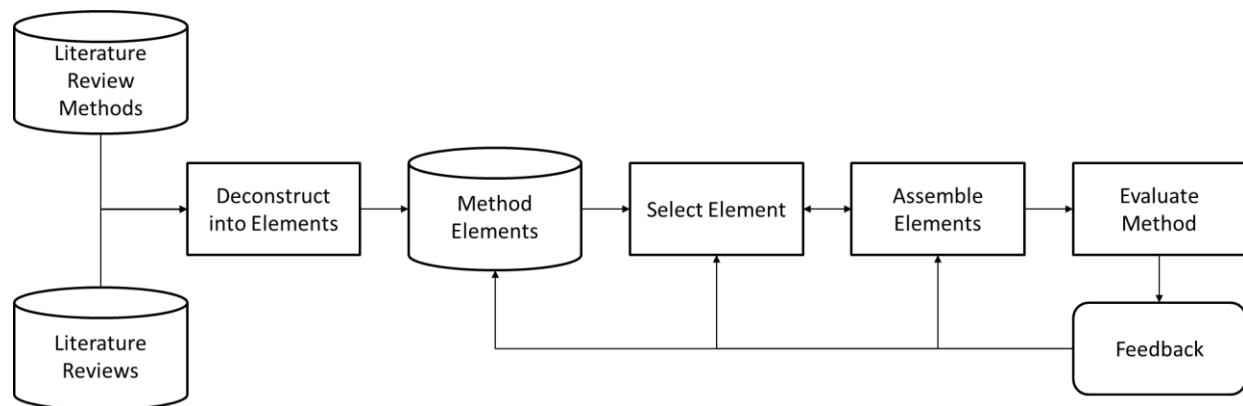 Literature
Review
Methods
Deconstruct
into Elements
Method
Elements
Select Element
Assemble
Elements
Evaluate
Method
Literature
Reviews
Feedback